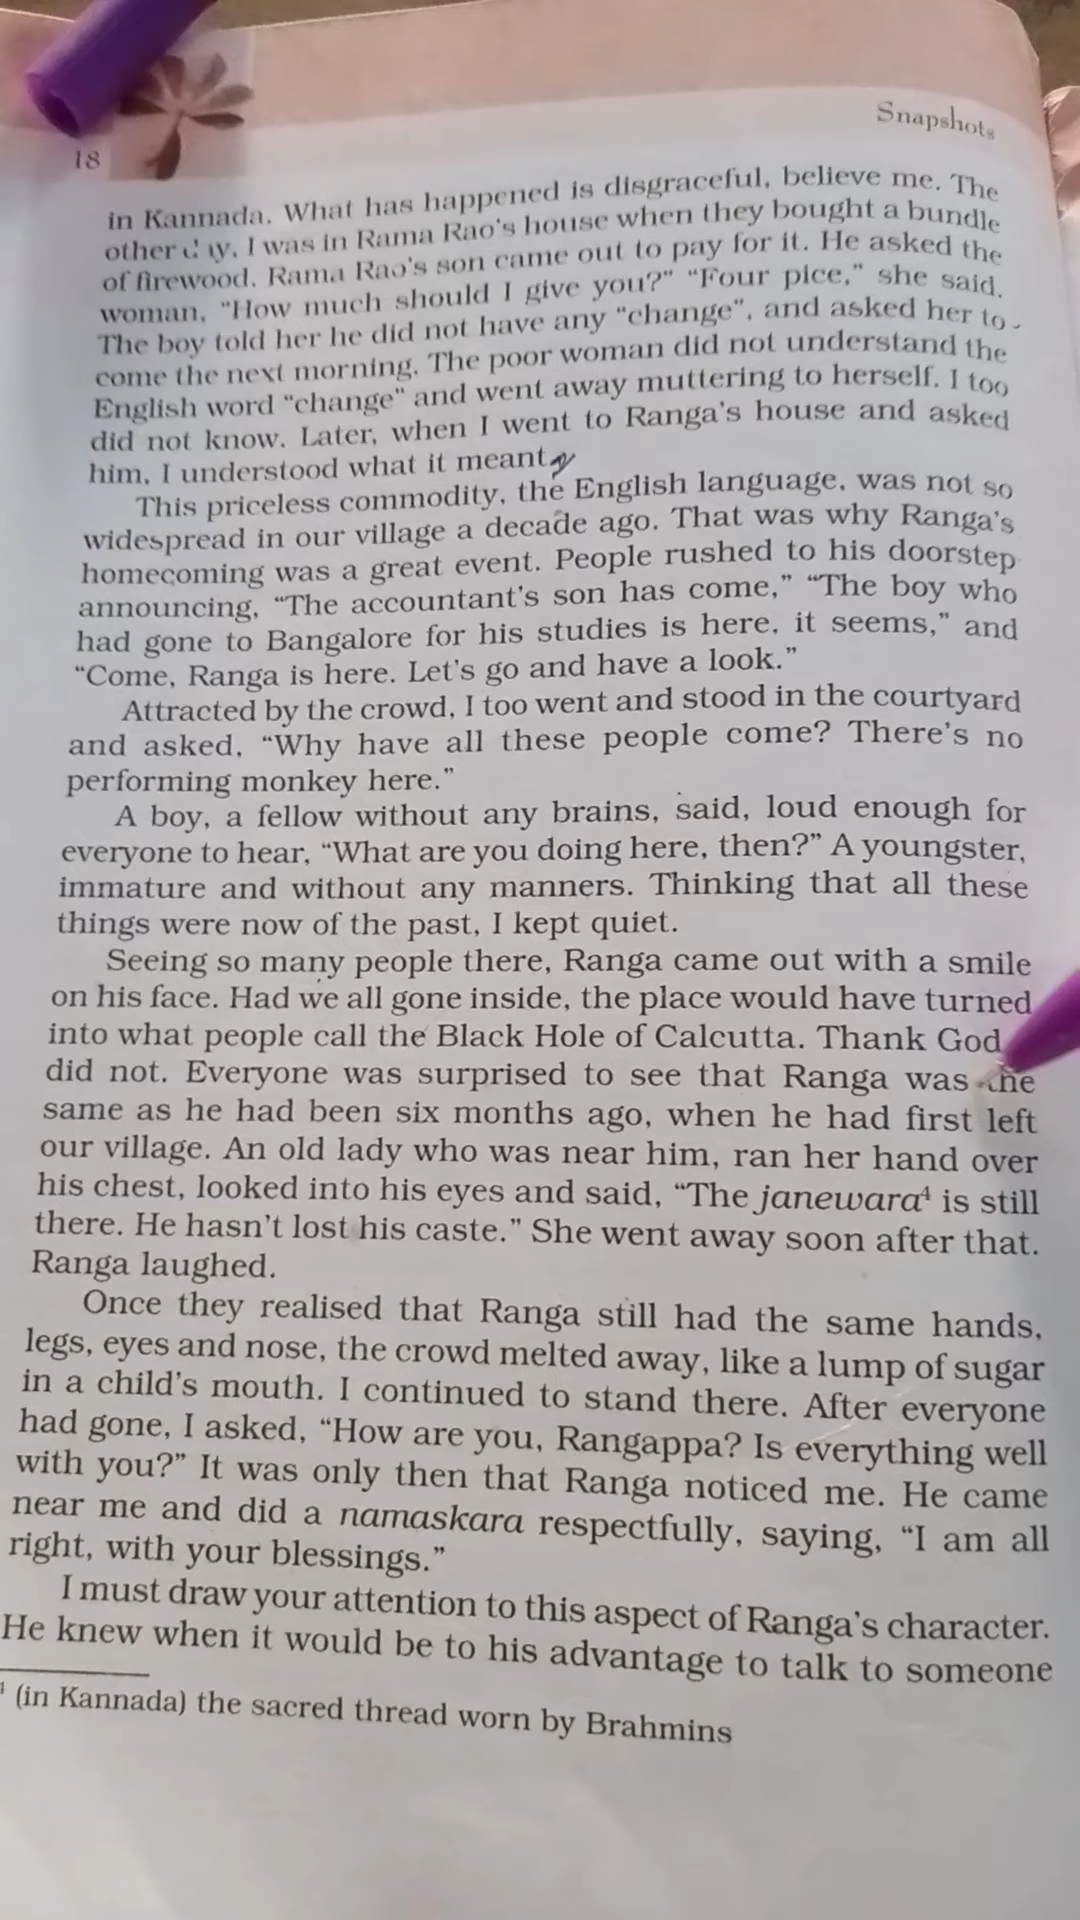 Snapshots
18
in Kannada. What has happened is disgraceful, believe me. The
other day, I was in Rama Rao's house when they bought a bundle
of firewood. Rama Rao's son came out to pay for it. He asked the
woman, "How much should I give you?" "Four pice," she said.
The boy told her he did not have any "change", and asked her to
come the next morning. The poor woman did not understand the
English word "change" and went away muttering to herself. I too
did not know. Later, when I went to Ranga's house and asked
him, I understood what it meant.
This priceless commodity, the English language, was not so
widespread in our village a decade ago. That was why Ranga's
homecoming was a great event. People rushed to his doorstep
announcing, "The accountant's son has come," "The boy who
had gone to Bangalore for his studies is here, it seems," and
"Come, Ranga is here. Let's go and have a look."
Attracted by the crowd, I too went and stood in the courtyard
and asked, "Why have all these people come? There's no
performing monkey here."
A boy, a fellow without any brains, said, loud enough for
everyone to hear, "What are you doing here, then?" A youngster,
immature and without any manners. Thinking that all these
things were now of the past, I kept quiet.
Seeing so many people there, Ranga came out with a smile
on his face. Had we all gone inside, the place would have turned
into what people call the Black Hole of Calcutta. Thank God
did not. Everyone was surprised to see that Ranga was the
same as he had been six months ago, when he had first left
our village. An old lady who was near him, ran her hand over
his chest, looked into his eyes and said, "The janewara⁴ is still
there. He hasn't lost his caste." She went away soon after that.
Ranga laughed.
Once they realised that Ranga still had the same hands,
legs, eyes and nose, the crowd melted away, like a lump of sugar
in a child's mouth. I continued to stand there. After everyone
had gone, I asked, "How are you, Rangappa? Is everything well
with you?" It was only then that Ranga noticed me. He came
near me and did a namaskara respectfully, saying, "I am all
right, with your blessings."
I must draw your attention to this aspect of Ranga's character.
He knew when it would be to his advantage to talk to someone
⁴ (in Kannada) the sacred thread worn by Brahmins